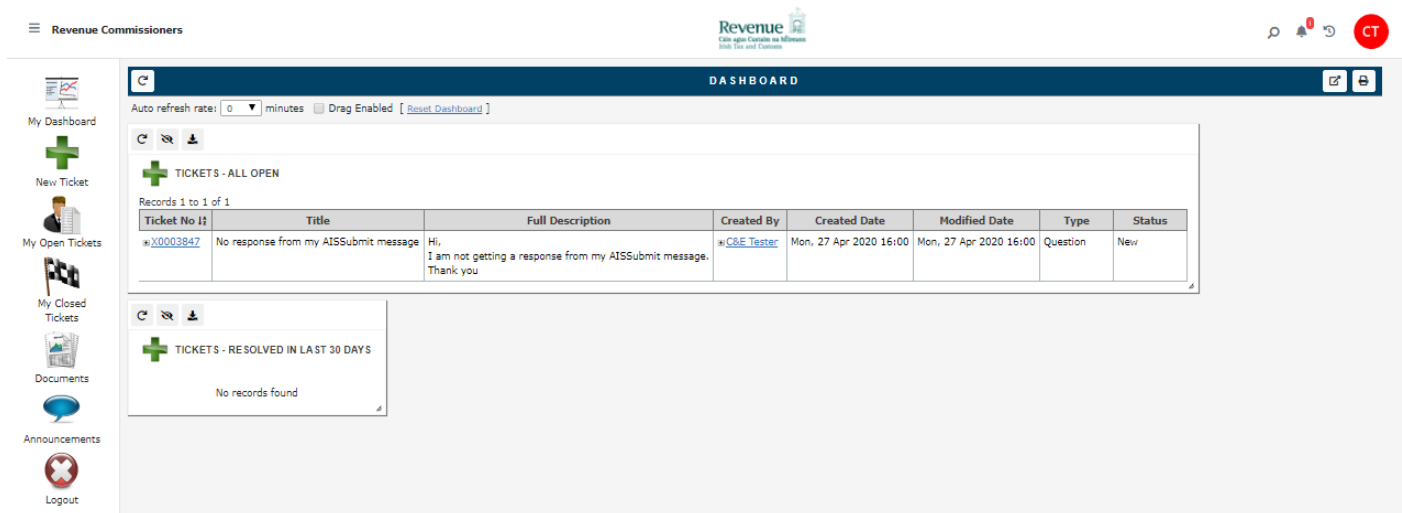 Revenue Commissioners
Revenue
Cáin agus Custaim na hÉireann
Irish Tax and Customs
1
CT
My Dashboard
New Ticket
My Open Tickets
My Closed
Tickets
Documents
Announcements
Logout
DASHBOARD
Auto refresh rate: 0 minutes Drag Enabled [ Reset Dashboard ]
TICKETS - ALL OPEN
Records 1 to 1 of 1
Ticket No Title Full Description Created By Created Date Modified Date Type Status
X0003847 No response from my AISSubmit message Hi, C&E Tester Mon, 27 Apr 2020 16:00 Mon, 27 Apr 2020 16:00 Question New
I am not getting a response from my AISSubmit message.
Thank you
TICKETS - RESOLVED IN LAST 30 DAYS
No records found